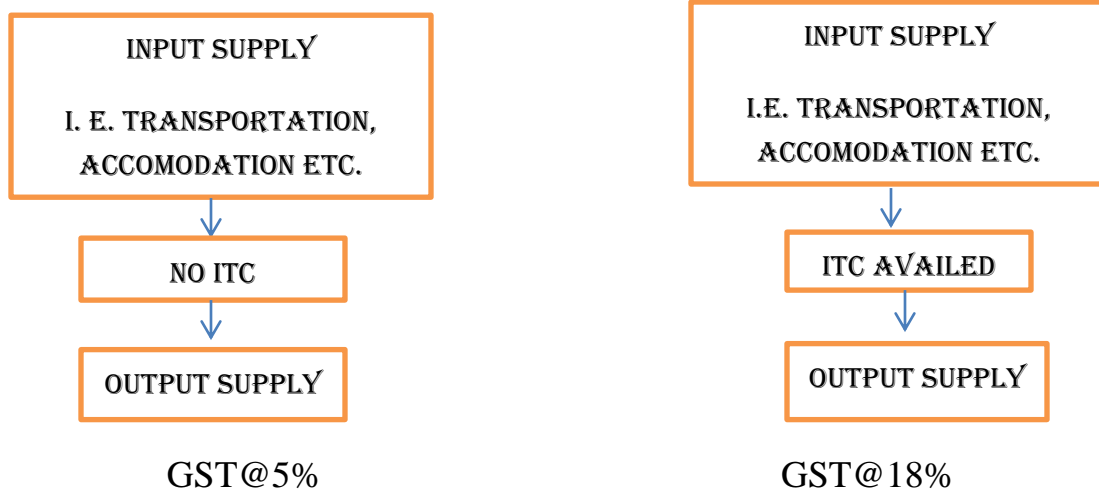 INPUT SUPPLY
I. E. TRANSPORTATION,
ACCOMODATION ETC.
NO ITC
OUTPUT SUPPLY
GST@5%
INPUT SUPPLY
I.E. TRANSPORTATION,
ACCOMODATION ETC.
ITC AVAILED
OUTPUT SUPPLY
GST@18%